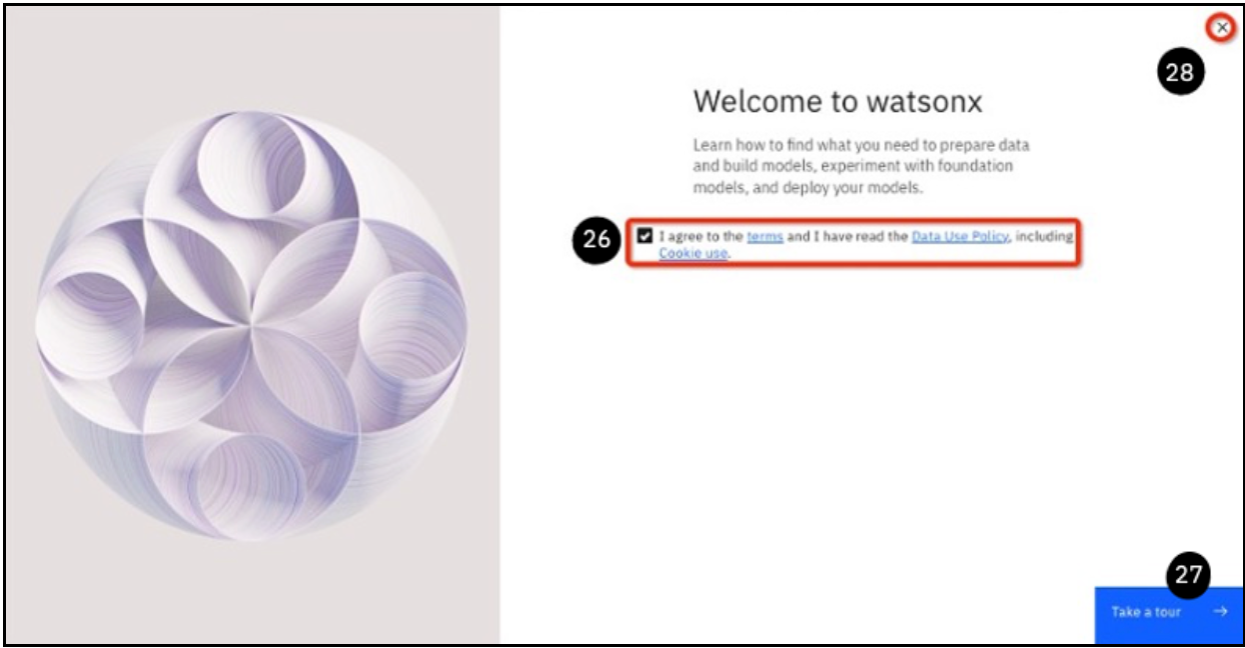 28
Welcome to watsonx
Learn how to find what you need to prepare data
and build models, experiment with foundation
models, and deploy your models.
26
I agree to the terms and I have read the Data Use Policy, including
Cookie use.
27
Take a tour →